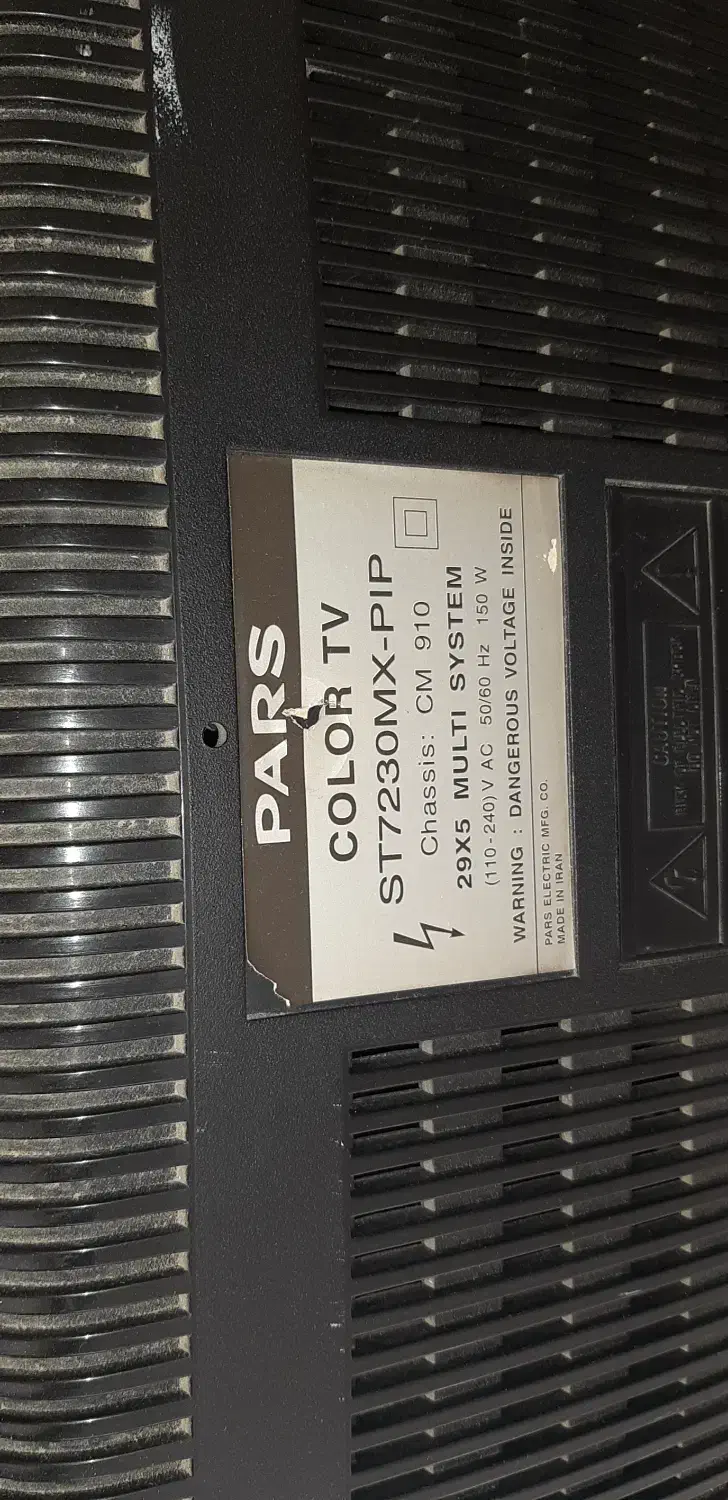 PARS
COLOR TV
ST7230MX-PIP
Chassis: CM 910
29X5 MULTI SYSTEM
(110-240) V AC 50/60 Hz 150 W
WARNING : DANGEROUS VOLTAGE INSIDE
PARS ELECTRIC MFG. CO.
MADE IN IRAN
CAUTION